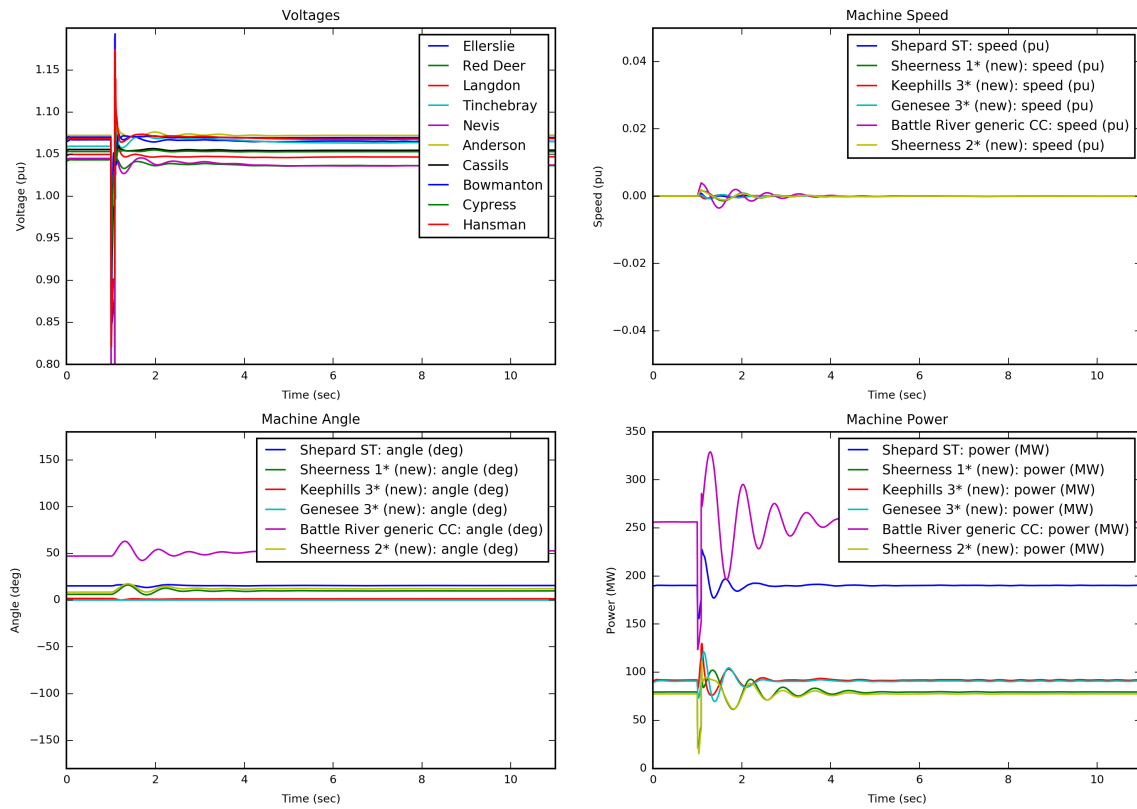 Voltages
1.15
1.10
1.05
1.00
0.95
0.90
0.85
0.80
Voltage (pu)
0 2 4 6 8 10
Time (sec)
Ellerslie
Red Deer
Langdon
Tinchebray
Nevis
Anderson
Cassils
Bowmanton
Cypress
Hansman
Machine Speed
0.04
0.02
0.00
−0.02
−0.04
Speed (pu)
0 2 4 6 8 10
Time (sec)
Shepard ST: speed (pu)
Sheerness 1* (new): speed (pu)
Keephills 3* (new): speed (pu)
Genesee 3* (new): speed (pu)
Battle River generic CC: speed (pu)
Sheerness 2* (new): speed (pu)
Machine Angle
150
100
50
0
−50
−100
−150
Angle (deg)
0 2 4 6 8 10
Time (sec)
Shepard ST: angle (deg)
Sheerness 1* (new): angle (deg)
Keephills 3* (new): angle (deg)
Genesee 3* (new): angle (deg)
Battle River generic CC: angle (deg)
Sheerness 2* (new): angle (deg)
Machine Power
350
300
250
200
150
100
50
0
Power (MW)
0 2 4 6 8 10
Time (sec)
Shepard ST: power (MW)
Sheerness 1* (new): power (MW)
Keephills 3* (new): power (MW)
Genesee 3* (new): power (MW)
Battle River generic CC: power (MW)
Sheerness 2* (new): power (MW)